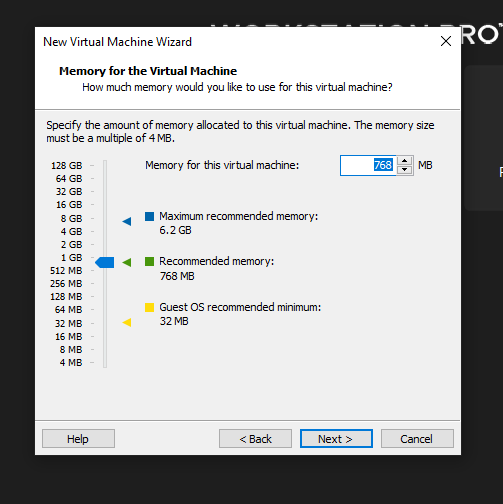 WORKSTATION PRO
New Virtual Machine Wizard
Memory for the Virtual Machine
How much memory would you like to use for this virtual machine?
Specify the amount of memory allocated to this virtual machine. The memory size
must be a multiple of 4 MB.
Memory for this virtual machine: 768 MB
128 GB
64 GB
32 GB
16 GB
8 GB
4 GB
2 GB
1 GB
512 MB
256 MB
128 MB
64 MB
32 MB
16 MB
8 MB
4 MB
Maximum recommended memory:
6.2 GB
Recommended memory:
768 MB
Guest OS recommended minimum:
32 MB
Help
< Back
Next >
Cancel